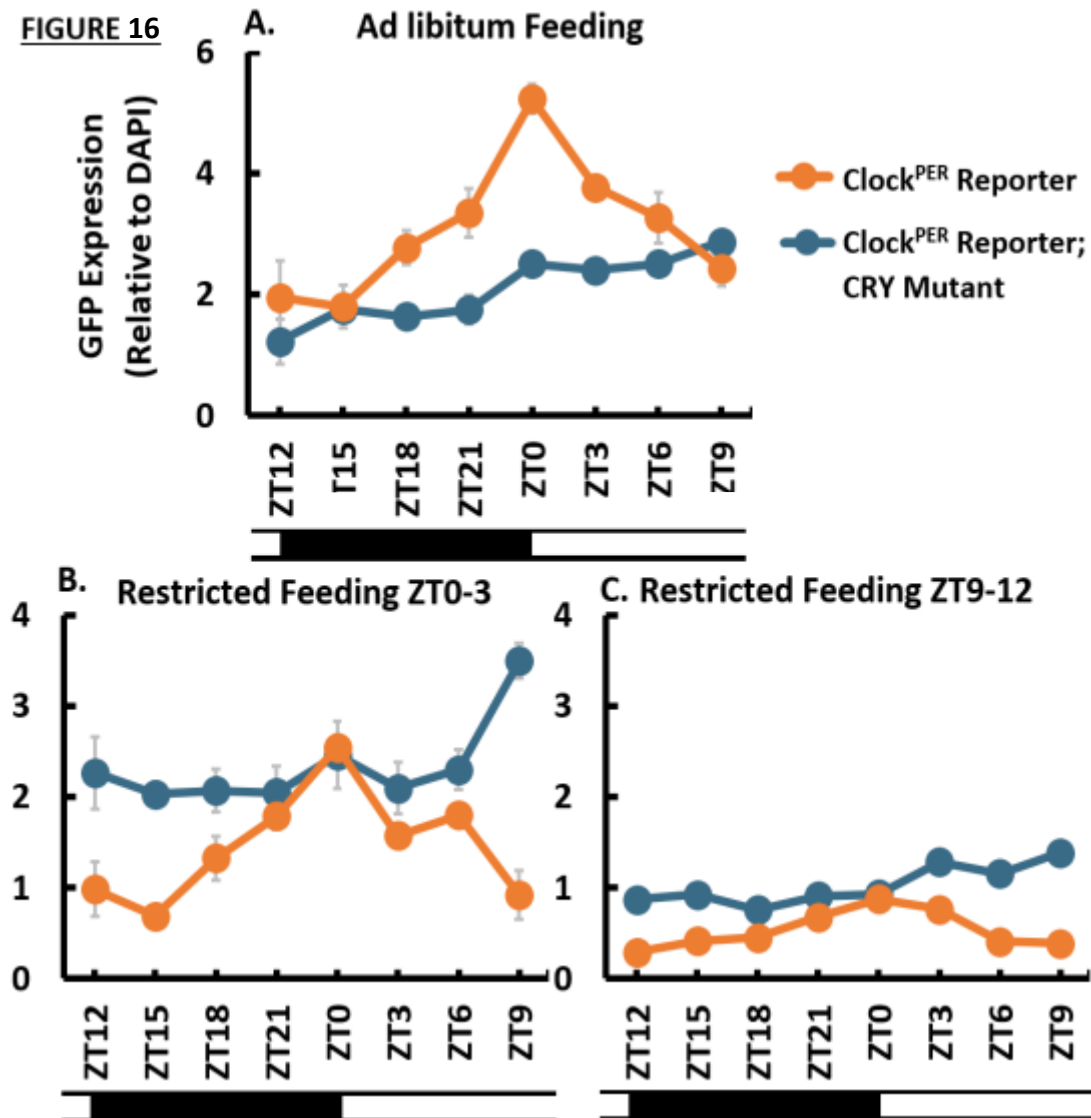 FIGURE 16
A. Ad libitum Feeding
GFP Expression
(Relative to DAPI)
6
4
2
0
ZT12 T15 ZT18 ZT21 ZT0 ZT3 ZT6 ZT9
Clock^PER Reporter
Clock^PER Reporter;
CRY Mutant
B. Restricted Feeding ZT0-3
4
3
2
1
0
ZT12 ZT15 ZT18 ZT21 ZT0 ZT3 ZT6 ZT9
C. Restricted Feeding ZT9-12
4
3
2
1
0
ZT12 ZT15 ZT18 ZT21 ZT0 ZT3 ZT6 ZT9